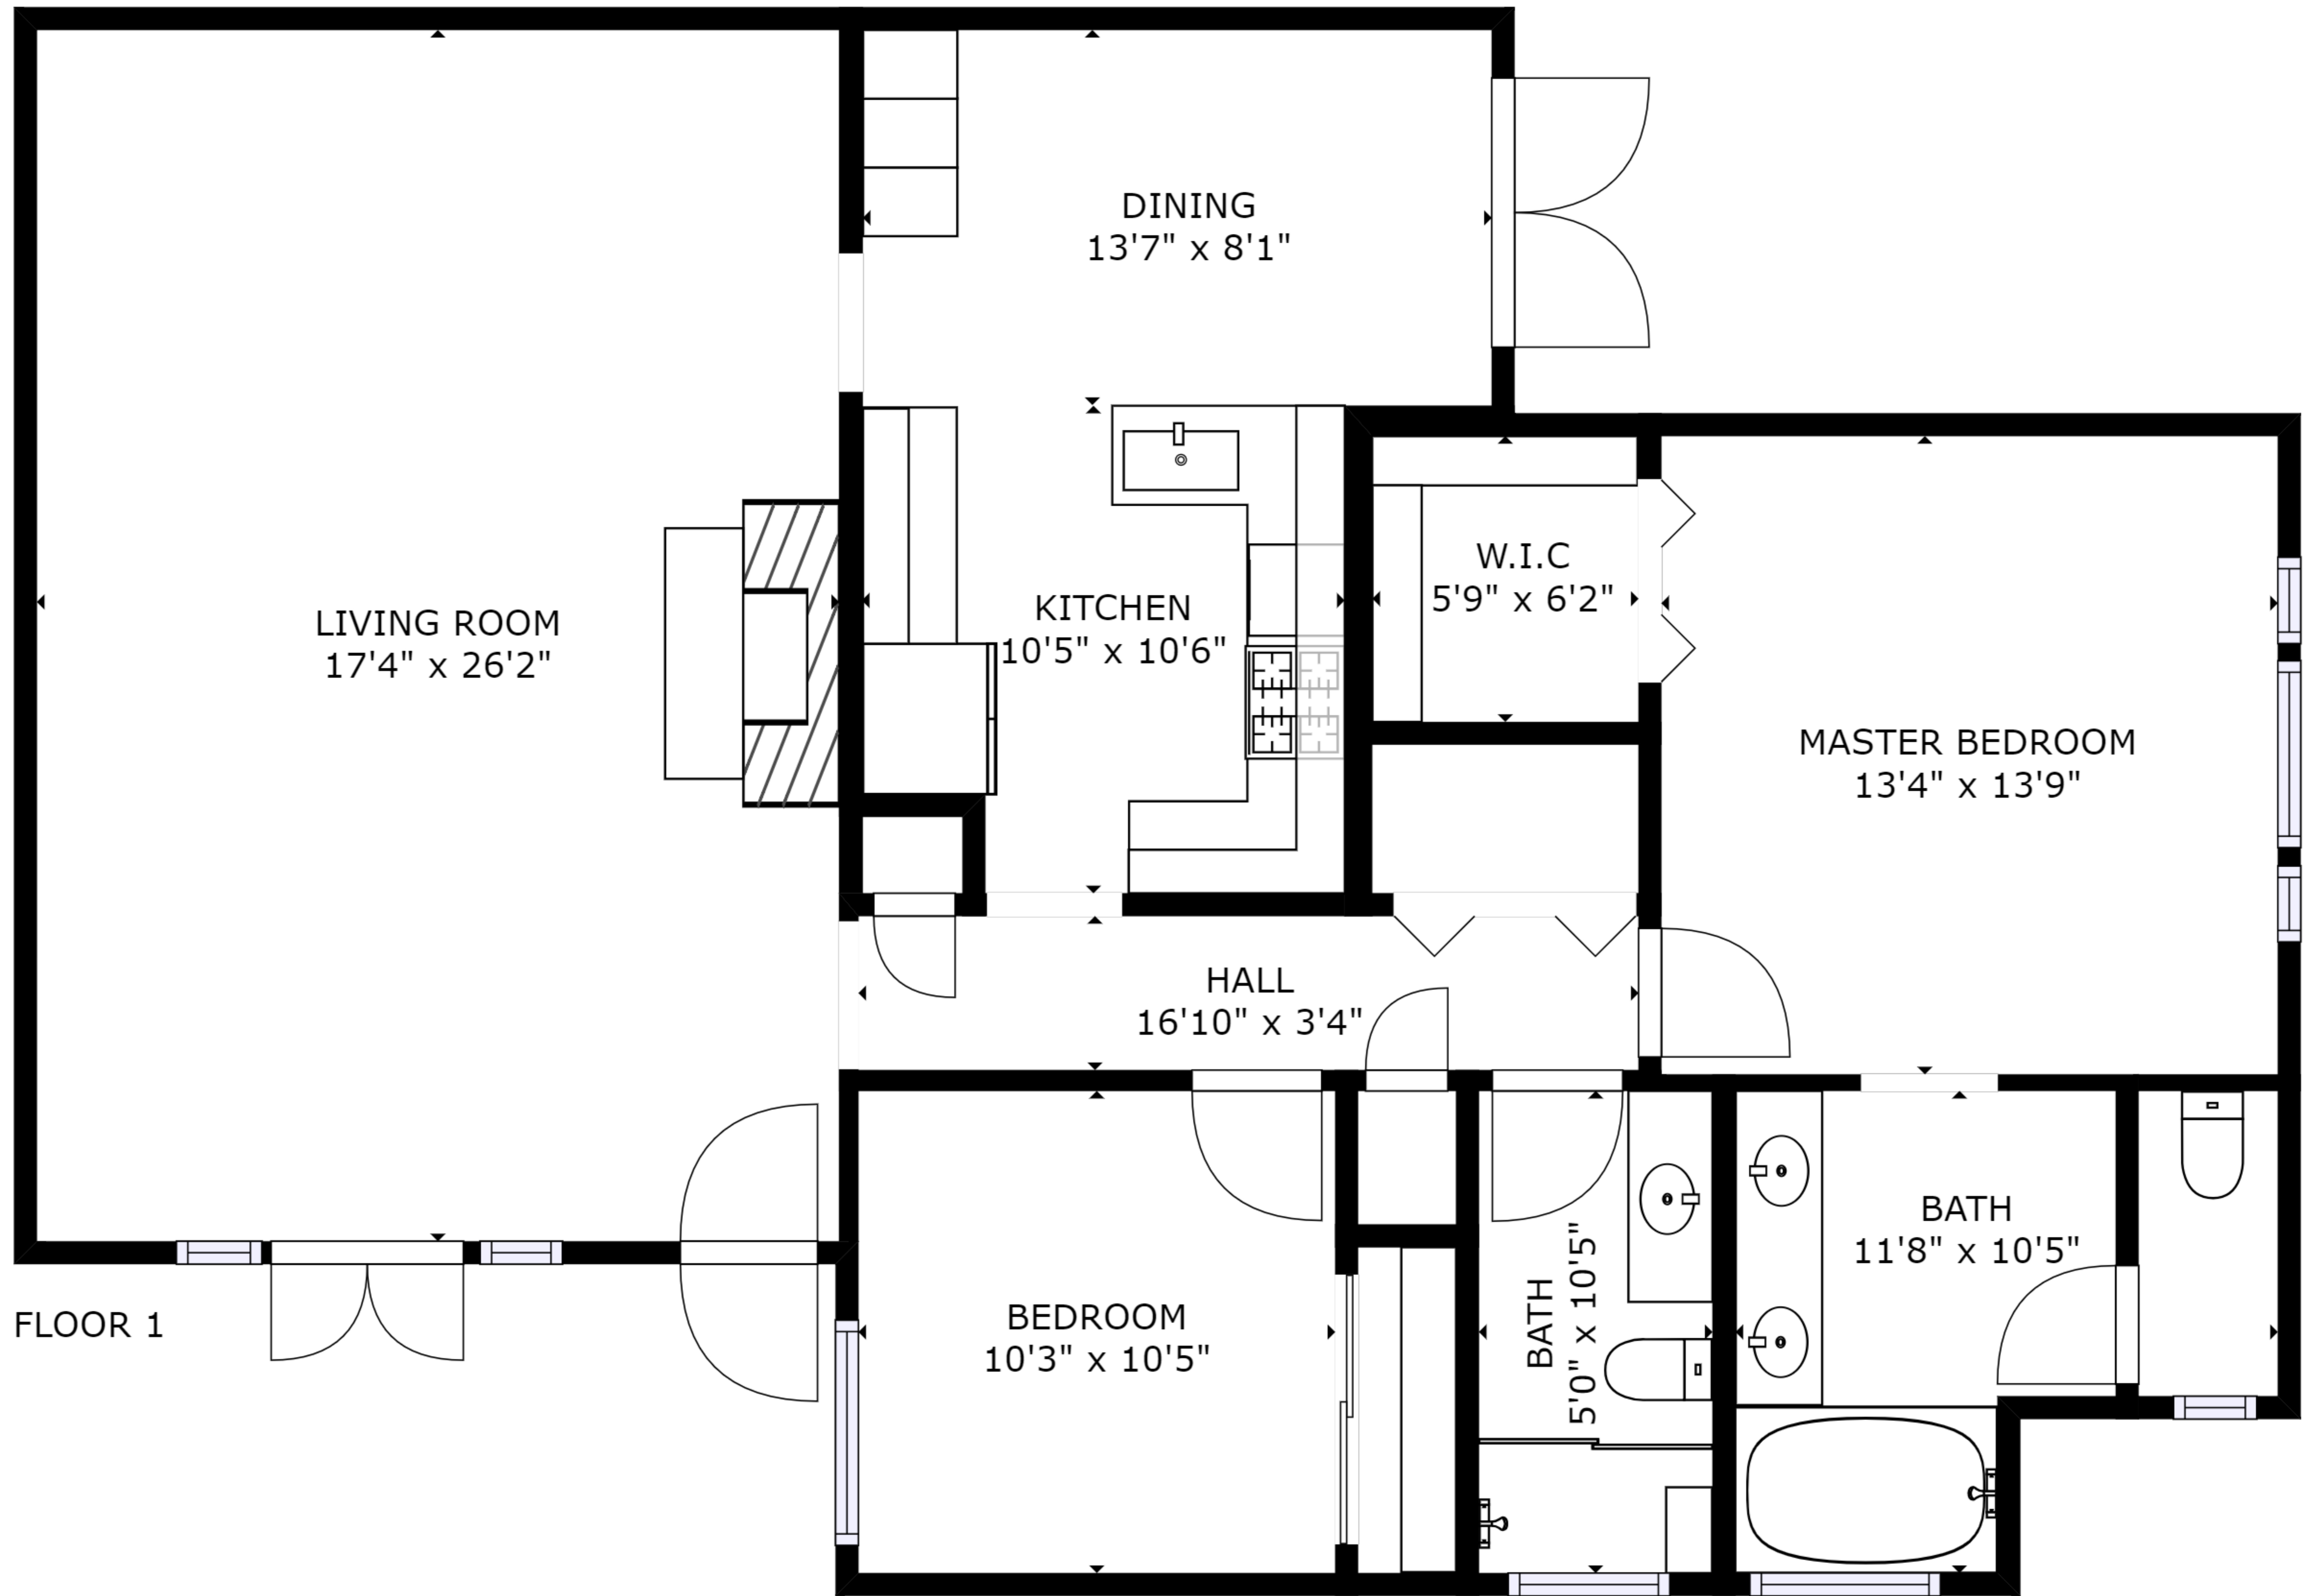 DINING
13'7" x 8'1"
LIVING ROOM
17'4" x 26'2"
KITCHEN
10'5" x 10'6"
W.I.C
5'9" x 6'2"
MASTER BEDROOM
13'4" x 13'9"
HALL
16'10" x 3'4"
BEDROOM
10'3" x 10'5"
BATH
5'0" x 10'5"
BATH
11'8" x 10'5"
FLOOR 1